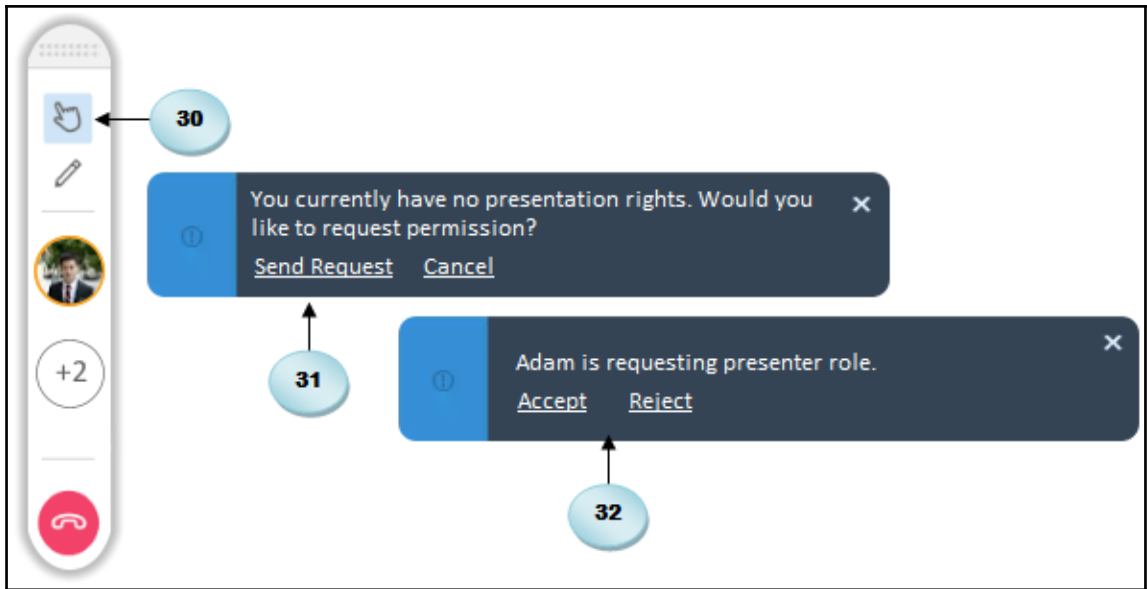 30
You currently have no presentation rights. Would you
like to request permission?
Send Request Cancel
31
Adam is requesting presenter role.
Accept Reject
32
+2